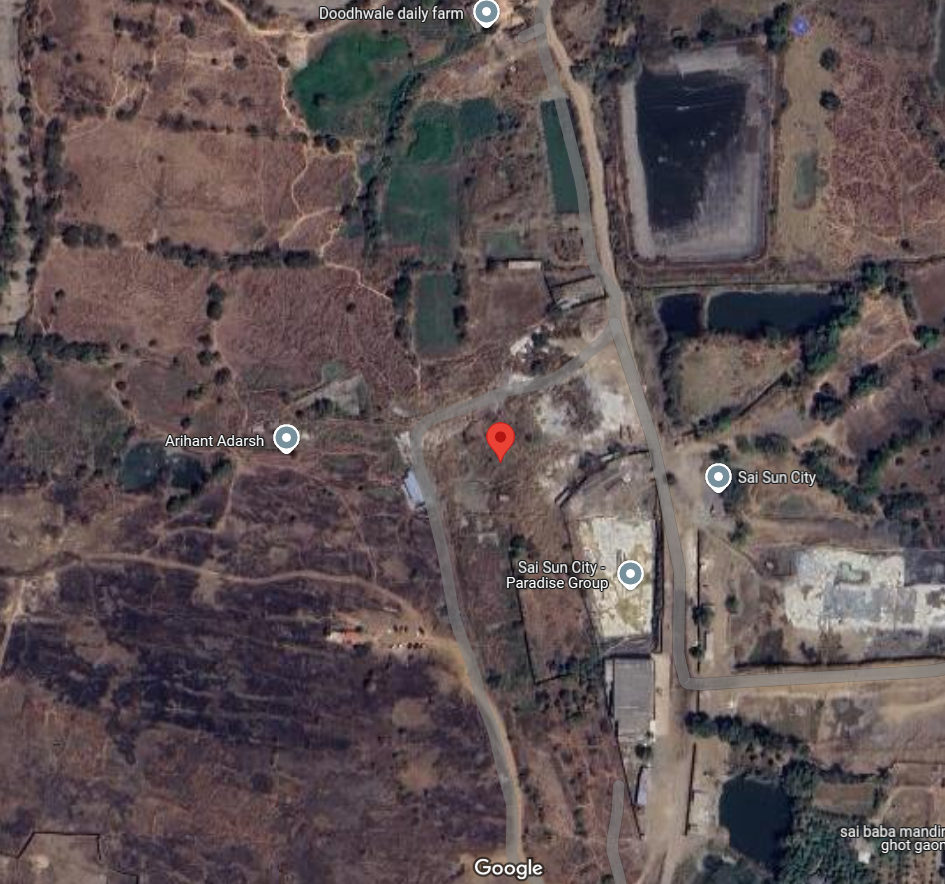 Doodhwale daily farm
Arihant Adarsh
Sai Sun City
Sai Sun City -
Paradise Group
sai baba mandir
ghot gaon
Google